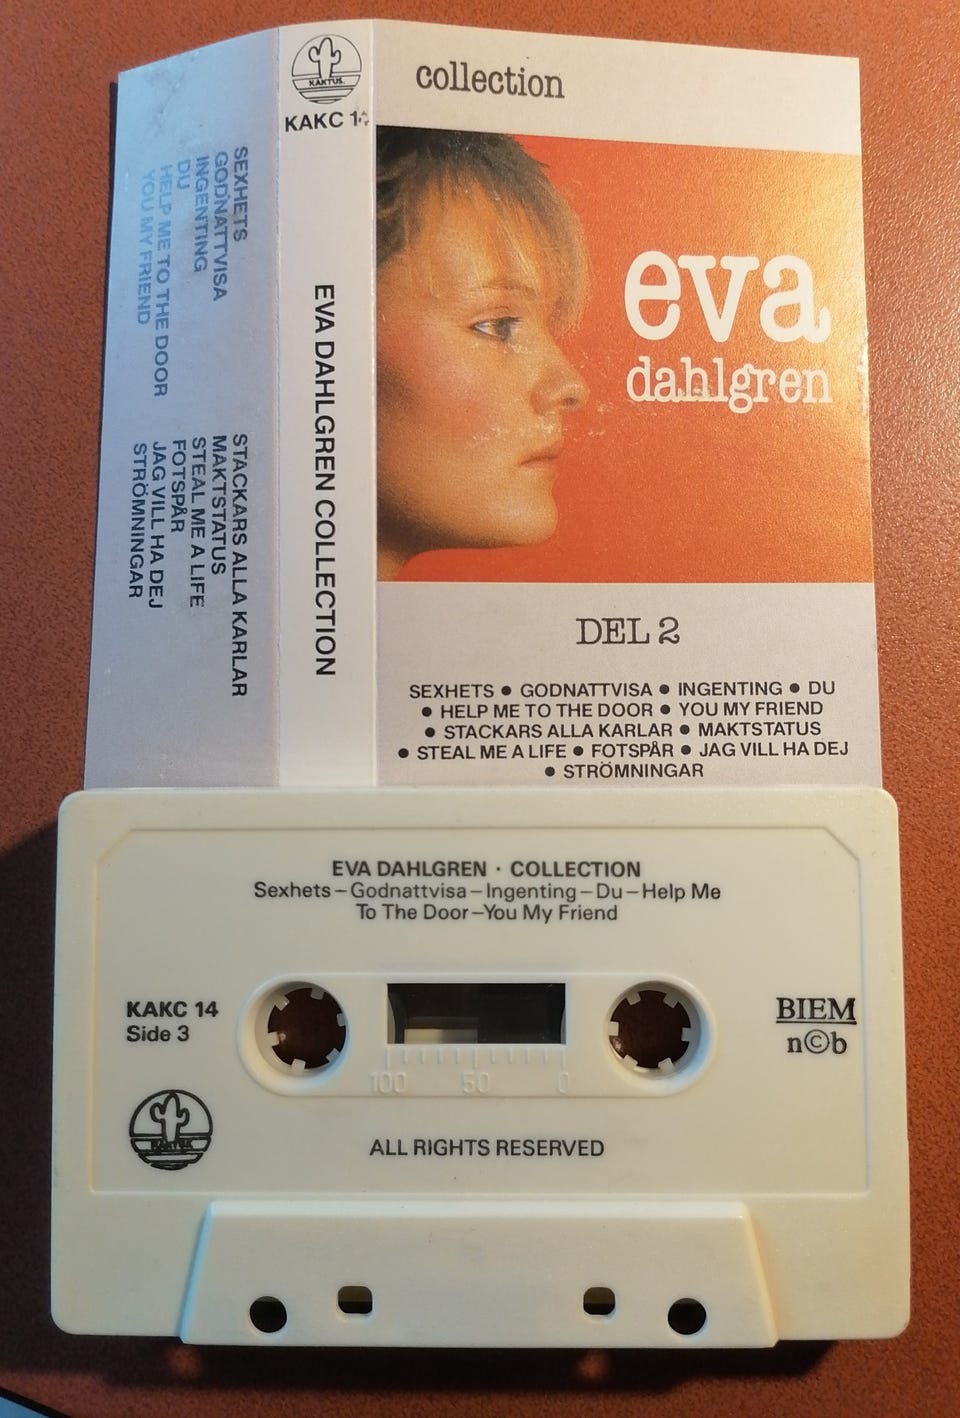 KAKTUS
KAKC 14
SEXHETS
GODNATTVISA
INGENTING
DU
HELP ME TO THE DOOR
YOU MY FRIEND
STACKARS ALLA KARLAR
MAKTSTATUS
STEAL ME A LIFE
FOTSPÅR
JAG VILL HA DEJ
STRÖMNINGAR
EVA DAHLGREN COLLECTION
collection
eva
dahlgren
DEL 2
SEXHETS ● GODNATTVISA ● INGENTING ● DU
● HELP ME TO THE DOOR ● YOU MY FRIEND
● STACKARS ALLA KARLAR ● MAKTSTATUS
● STEAL ME A LIFE ● FOTSPÅR ● JAG VILL HA DEJ
● STRÖMNINGAR
EVA DAHLGREN · COLLECTION
Sexhets – Godnattvisa – Ingenting – Du – Help Me
To The Door – You My Friend
KAKC 14
Side 3
BIEM
n©b
100 50 0
KAKTUS
ALL RIGHTS RESERVED